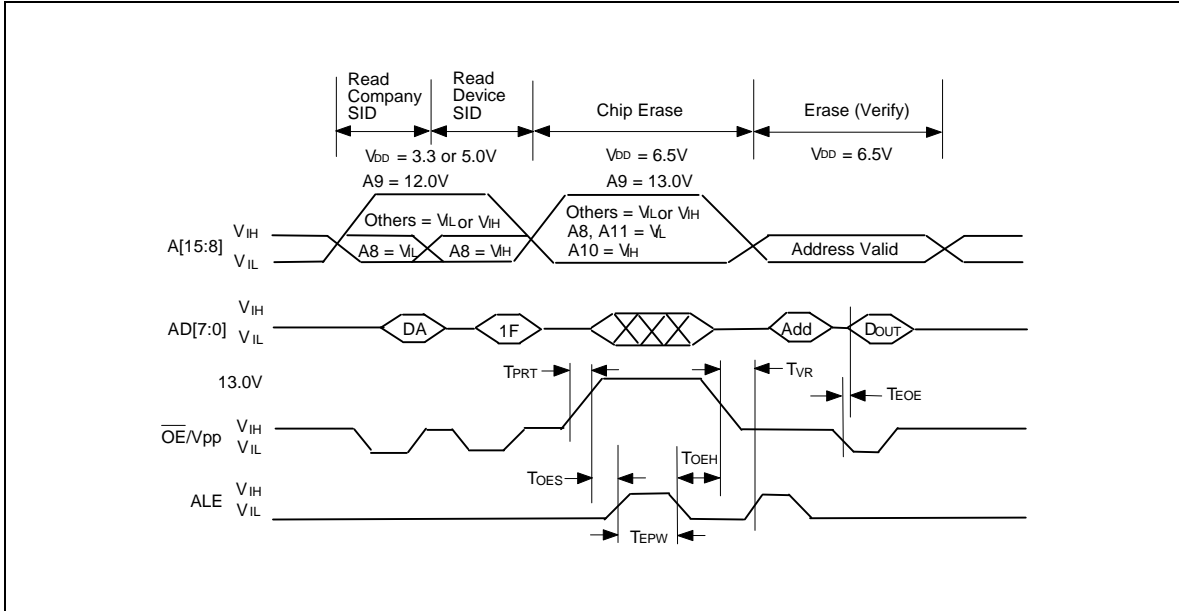 Read Company SID
Read Device SID
Chip Erase
Erase (Verify)
VDD = 3.3 or 5.0V
VDD = 6.5V
VDD = 6.5V
A9 = 12.0V
A9 = 13.0V
Others = VIL or VIH
Others = VIL or VIH
A8, A11 = VIL
A10 = VIH
A[15:8]
VIH
VIL
A8 = VIL
A8 = VIH
Address Valid
AD[7:0]
VIH
VIL
DA
1F
Add
DOUT
TPRT
TVR
TEOE
13.0V
OE/Vpp
VIH
VIL
TOES
TOEH
ALE
VIH
VIL
TEPW